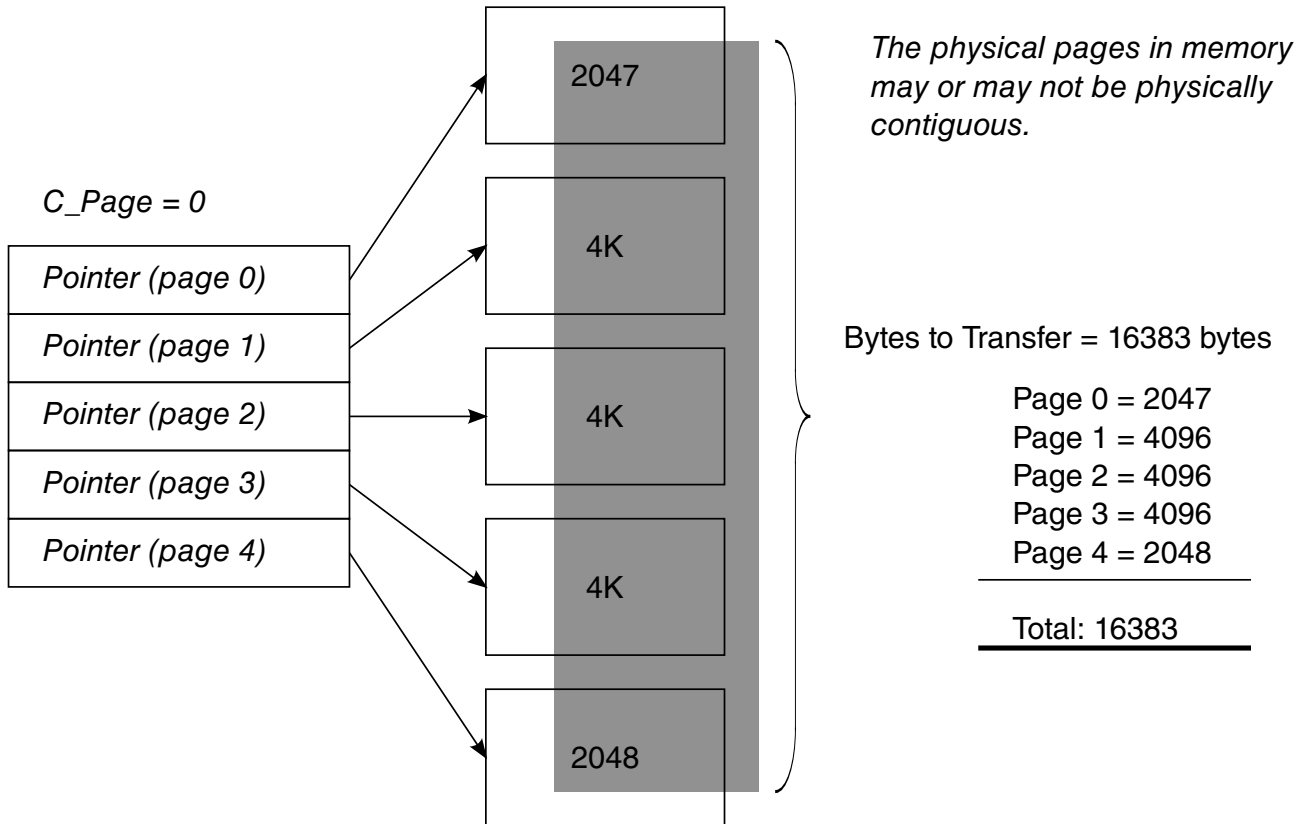 The physical pages in memory
may or may not be physically
contiguous.
C_Page = 0
Pointer (page 0)
Pointer (page 1)
Pointer (page 2)
Pointer (page 3)
Pointer (page 4)
2047
4K
4K
4K
2048
Bytes to Transfer = 16383 bytes
Page 0 = 2047
Page 1 = 4096
Page 2 = 4096
Page 3 = 4096
Page 4 = 2048
Total: 16383